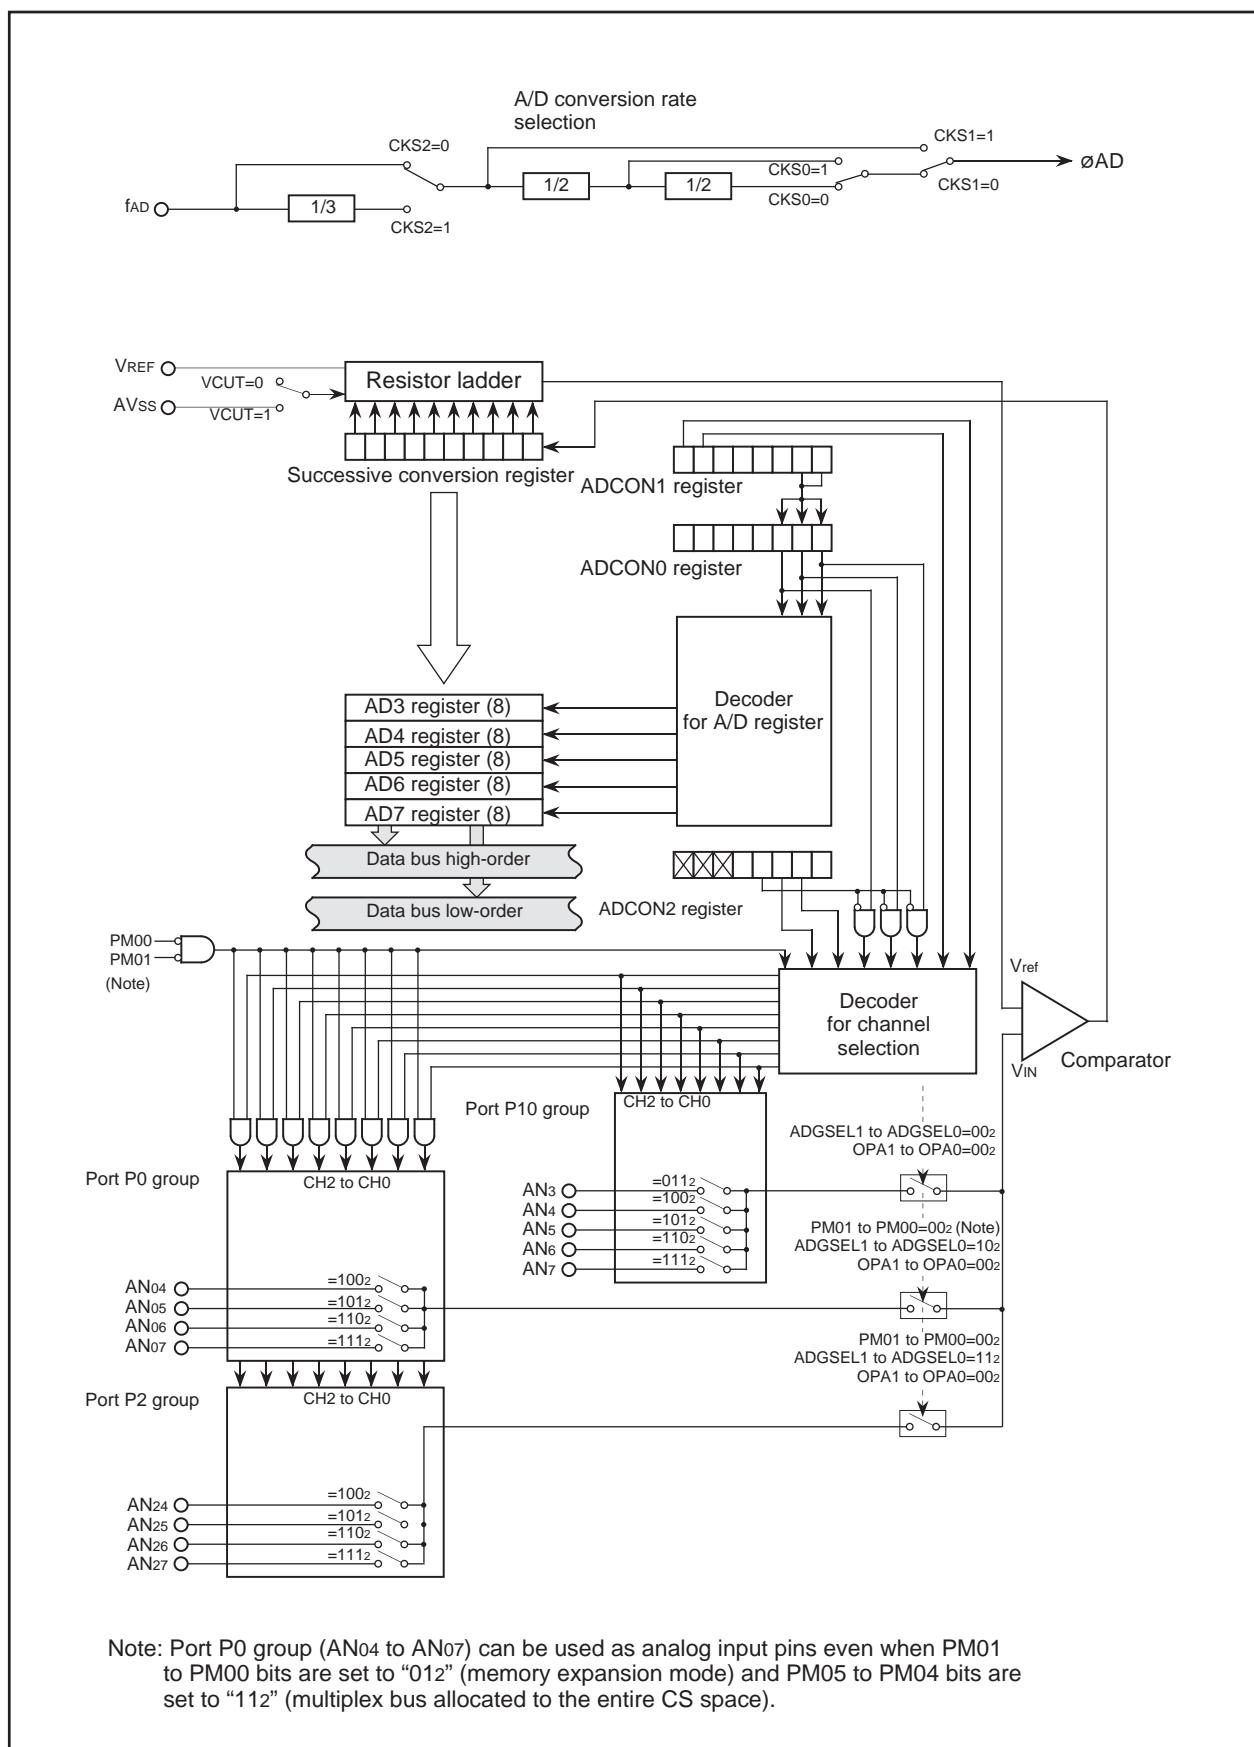 A/D conversion rate
selection
CKS2=0
CKS1=1
CKS0=1
øAD
1/2
1/2
CKS1=0
CKS0=0
fAD
1/3
CKS2=1
VREF
VCUT=0
Resistor ladder
AVSS
VCUT=1
Successive conversion register
ADCON1 register
ADCON0 register
Decoder
for A/D register
AD3 register (8)
AD4 register (8)
AD5 register (8)
AD6 register (8)
AD7 register (8)
Data bus high-order
Data bus low-order
ADCON2 register
PM00
PM01
(Note)
Decoder
for channel
selection
Vref
VIN
Comparator
Port P10 group
CH2 to CH0
ADGSEL1 to ADGSEL0=002
OPA1 to OPA0=002
Port P0 group
CH2 to CH0
AN3
=0112
AN4
=1002
AN5
=1012
AN6
=1102
AN7
=1112
PM01 to PM00=002 (Note)
ADGSEL1 to ADGSEL0=102
OPA1 to OPA0=002
AN04
=1002
AN05
=1012
AN06
=1102
AN07
=1112
PM01 to PM00=002
ADGSEL1 to ADGSEL0=112
OPA1 to OPA0=002
Port P2 group
CH2 to CH0
AN24
=1002
AN25
=1012
AN26
=1102
AN27
=1112
Note: Port P0 group (AN04 to AN07) can be used as analog input pins even when PM01
to PM00 bits are set to “012” (memory expansion mode) and PM05 to PM04 bits are
set to “112” (multiplex bus allocated to the entire CS space).